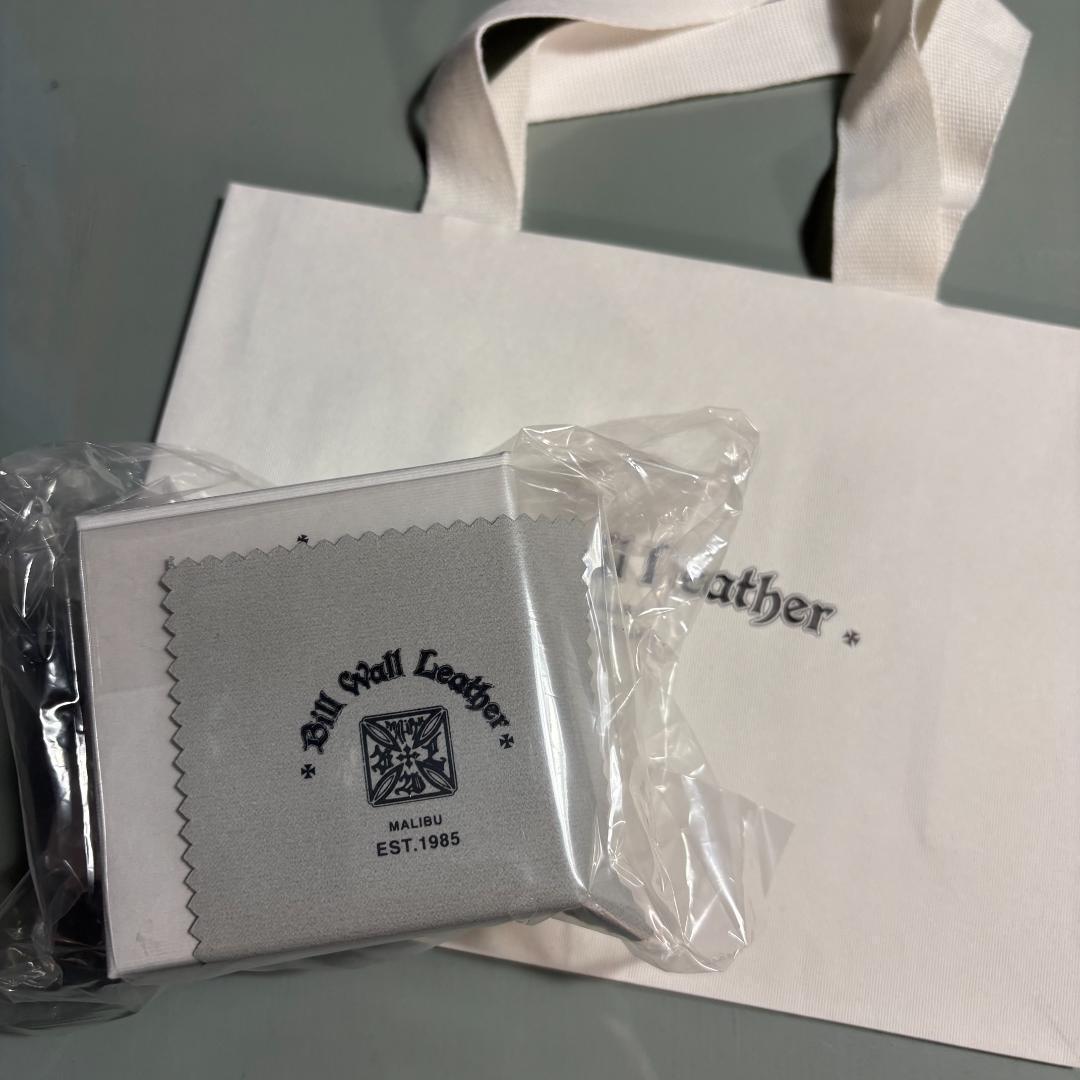 Leather
Bill Wall Leather
MALIBU
EST.1985